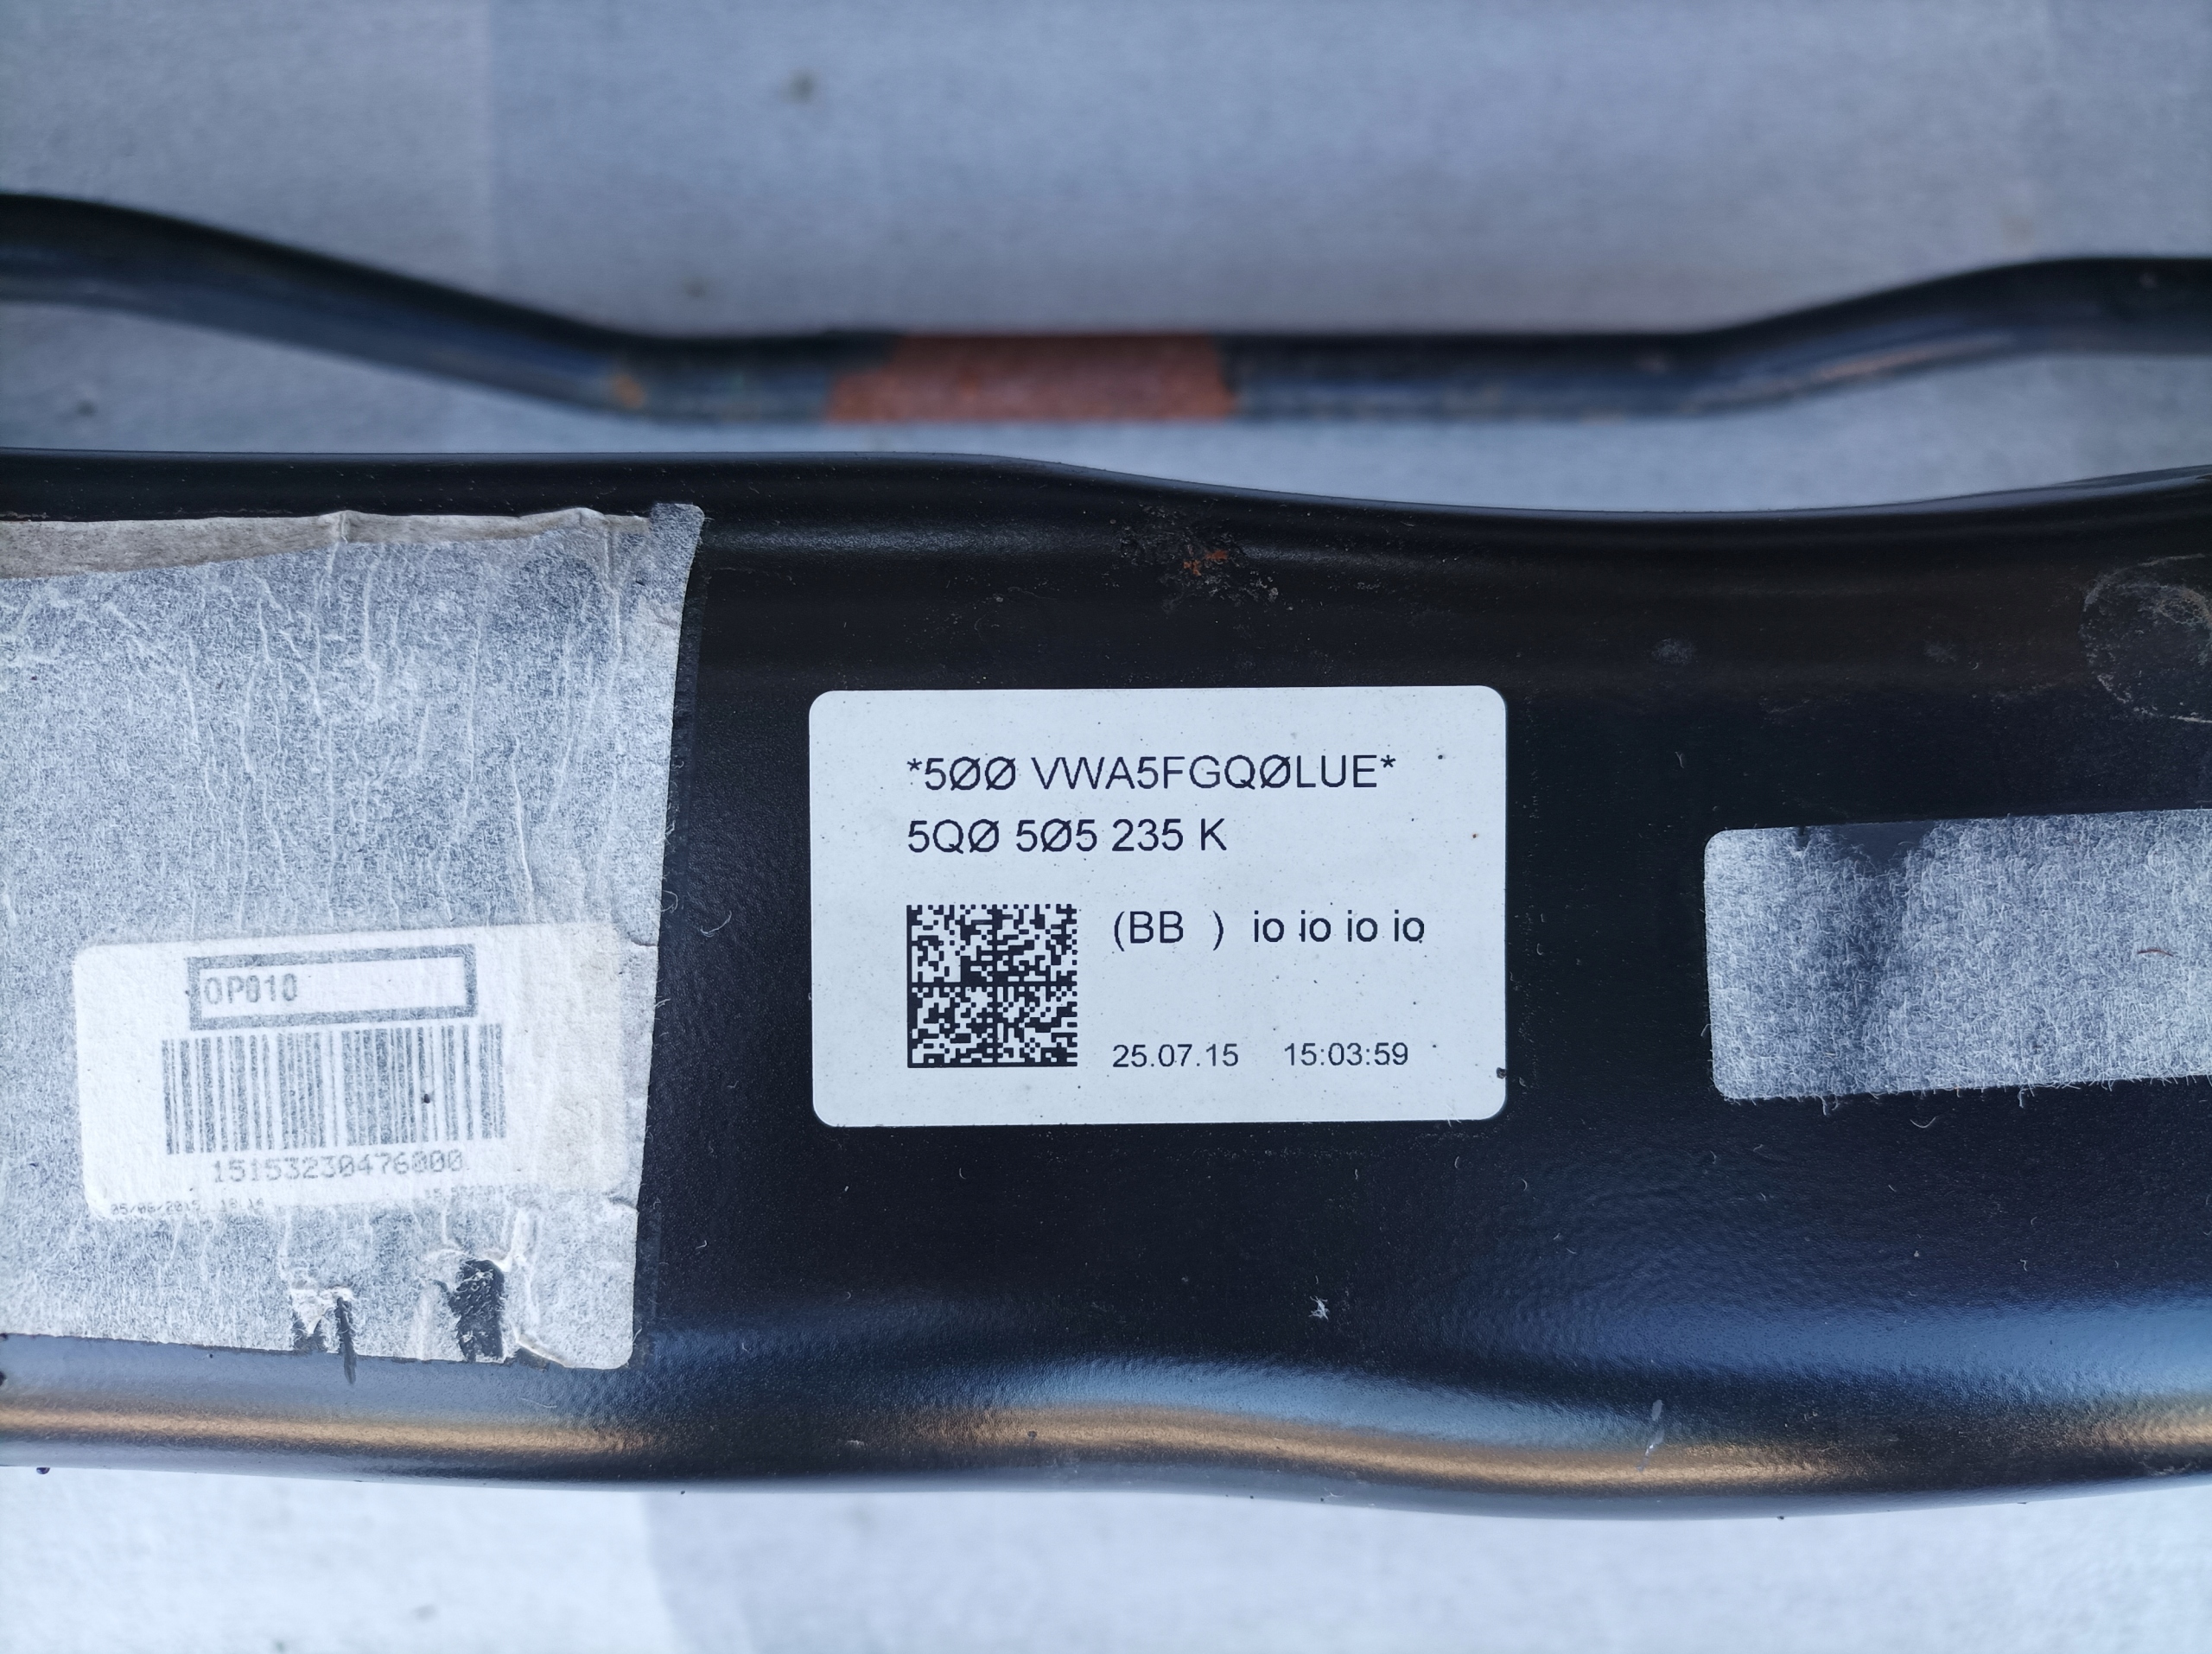 *5ØØ VWA5FGQØLUE*
5QØ 5Ø5 235 K
(BB ) io io io io
25.07.15 15:03:59
OP010
15153230476000